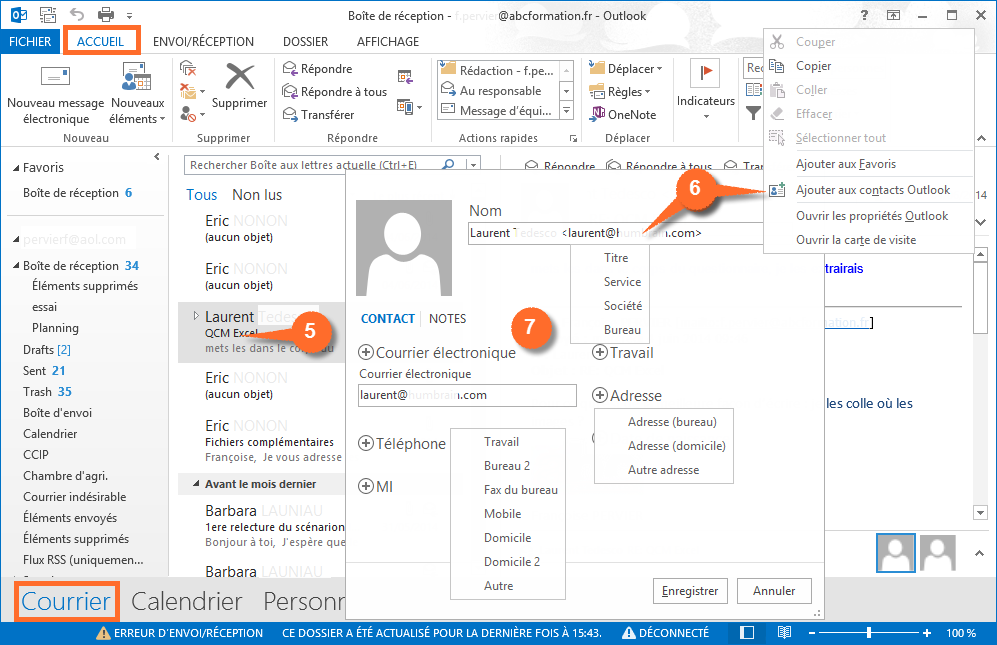 Boîte de réception - f.pervier@abcformation.fr - Outlook
FICHIER ACCUEIL ENVOI/RÉCEPTION DOSSIER AFFICHAGE
Nouveau message électronique
Nouveaux éléments
Nouveau
Supprimer
Supprimer
Répondre
Répondre à tous
Transférer
Répondre
Rédaction - f.pe...
Au responsable
Message d'équi...
Actions rapides
Déplacer
Règles
OneNote
Déplacer
Indicateurs
Rec
Couper
Copier
Coller
Effacer
Sélectionner tout
Ajouter aux Favoris
Ajouter aux contacts Outlook
Ouvrir les propriétés Outlook
Ouvrir la carte de visite
6
Favoris
Boîte de réception 6
pervierf@aol.com
Boîte de réception 34
Éléments supprimés
essai
Planning
Drafts [2]
Sent 21
Trash 35
Boîte d'envoi
Calendrier
CCIP
Chambre d'agri.
Courrier indésirable
Éléments envoyés
Éléments supprimés
Flux RSS (uniquemen...
Rechercher Boîte aux lettres actuelle (Ctrl+E)
Tous Non lus
Eric NONON
(aucun objet)
Eric NONON
(aucun objet)
Laurent Tedesco
QCM Excel
mets les dans le
5
Eric NONON
(aucun objet)
Eric NONON
Fichiers complémentaires
Françoise, Je vous adresse
Avant le mois dernier
Barbara LAUNIAU
1ere relecture du scénarion
Bonjour à toi, J'espère que
Barbara LAUNIAU
Répondre Répondre à tous Tran
14
trairais
mation.fr]
les colle où les
Nom
Laurent Tedesco <laurent@humbrain.com>
Titre
Service
Société
Bureau
CONTACT NOTES
7
Courrier électronique
Courrier électronique
laurent@humbrain.com
Téléphone
MI
Travail
Bureau 2
Fax du bureau
Mobile
Domicile
Domicile 2
Autre
Travail
Adresse
Adresse (bureau)
Adresse (domicile)
Autre adresse
Enregistrer Annuler
Courrier Calendrier Personn
ERREUR D'ENVOI/RÉCEPTION CE DOSSIER A ÉTÉ ACTUALISÉ POUR LA DERNIÈRE FOIS À 15:43. DÉCONNECTÉ 100 %